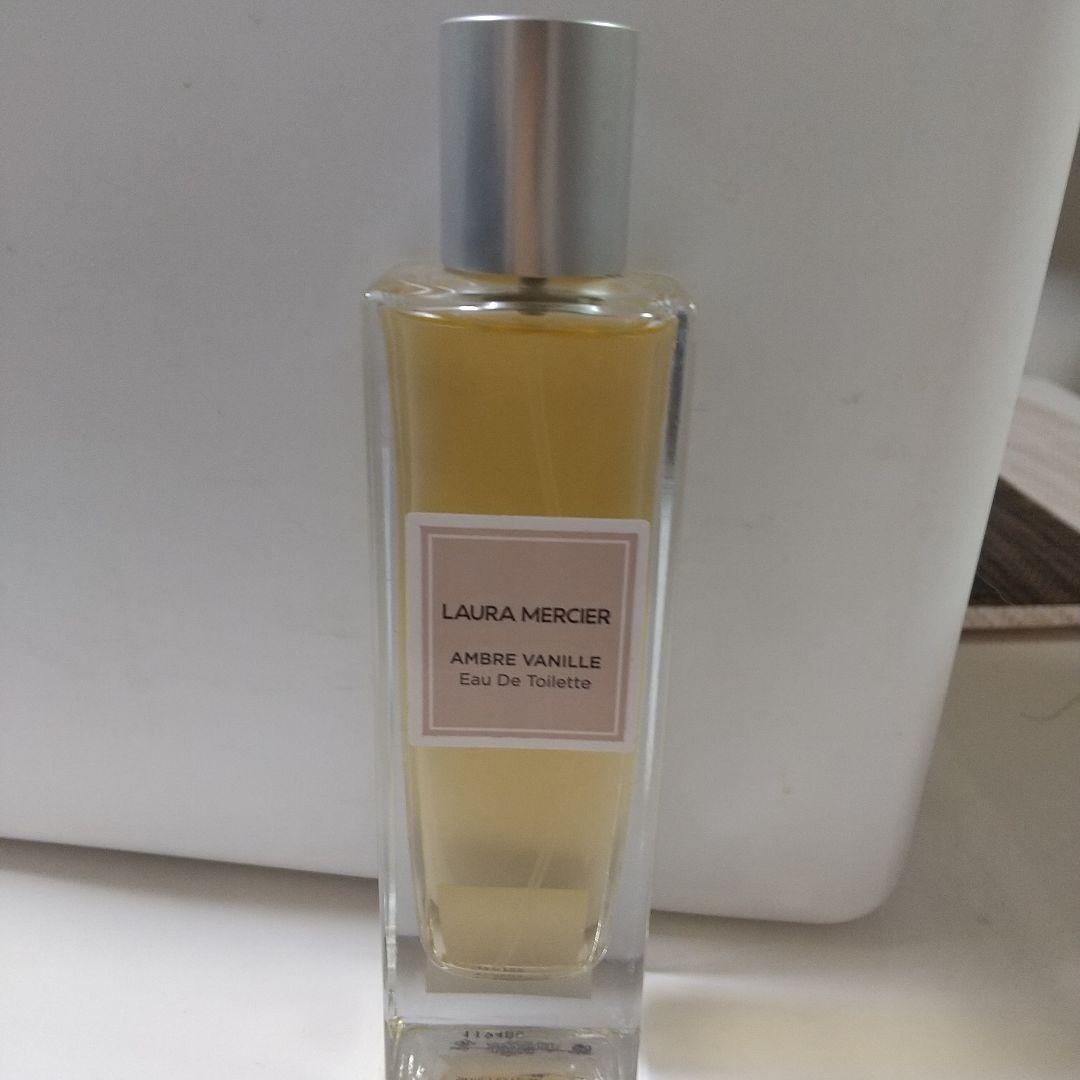 LAURA MERCIER
AMBRE VANILLE
Eau De Toilette